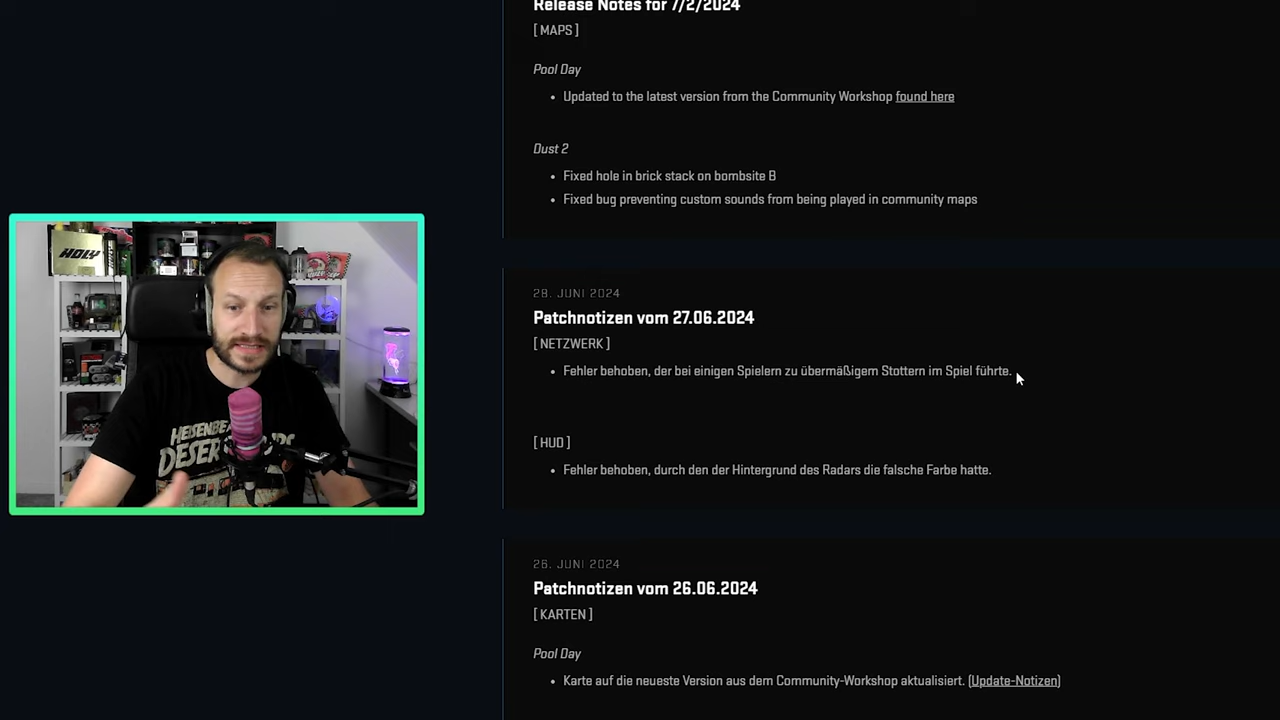 Release Notes for 7/2/2024
[ MAPS ]
Pool Day
• Updated to the latest version from the Community Workshop found here
Dust 2
• Fixed hole in brick stack on bombsite B
• Fixed bug preventing custom sounds from being played in community maps
28. JUNI 2024
Patchnotizen vom 27.06.2024
[ NETZWERK ]
• Fehler behoben, der bei einigen Spielern zu übermäßigem Stottern im Spiel führte.
[ HUD ]
• Fehler behoben, durch den der Hintergrund des Radars die falsche Farbe hatte.
26. JUNI 2024
Patchnotizen vom 26.06.2024
[ KARTEN ]
Pool Day
• Karte auf die neueste Version aus dem Community-Workshop aktualisiert. (Update-Notizen)
HOLY